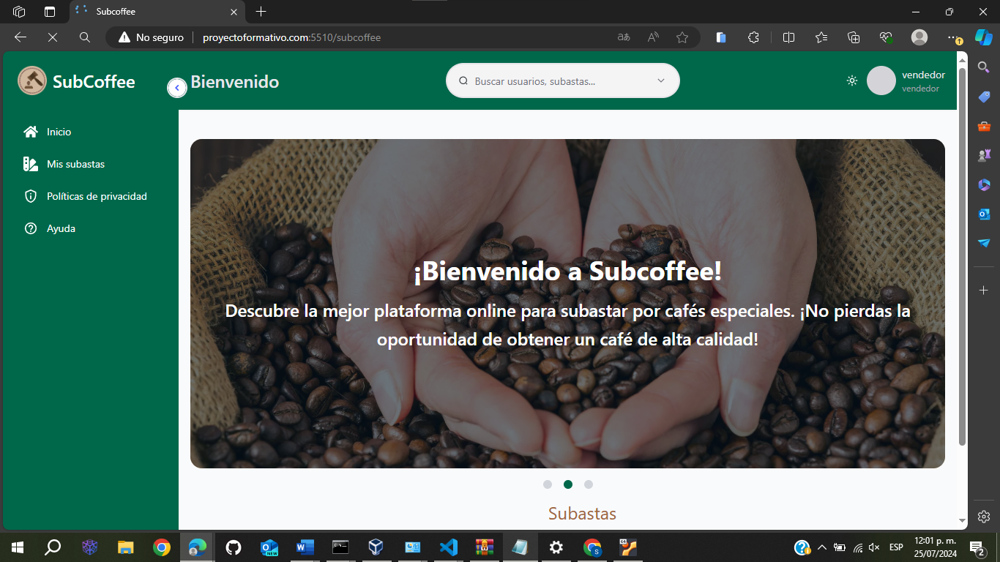 Subcoffee
No seguro
proyectoformativo.com:5510/subcoffee
SubCoffee
Bienvenido
Buscar usuarios, subastas...
vendedor
vendedor
Inicio
Mis subastas
Políticas de privacidad
Ayuda
¡Bienvenido a Subcoffee!
Descubre la mejor plataforma online para subastar por cafés especiales. ¡No pierdas la
oportunidad de obtener un café de alta calidad!
Subastas
ESP
12:01 p. m.
25/07/2024
2